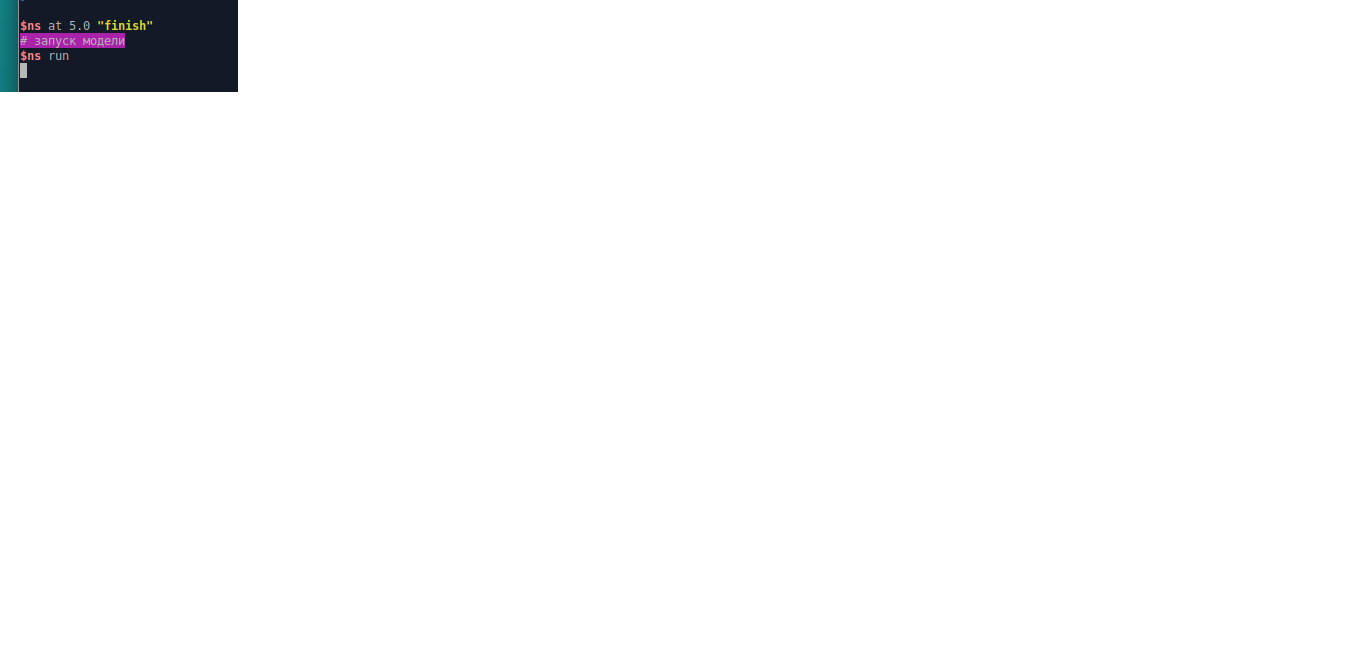 $ns at 5.0 "finish"
# запуск модели
$ns run